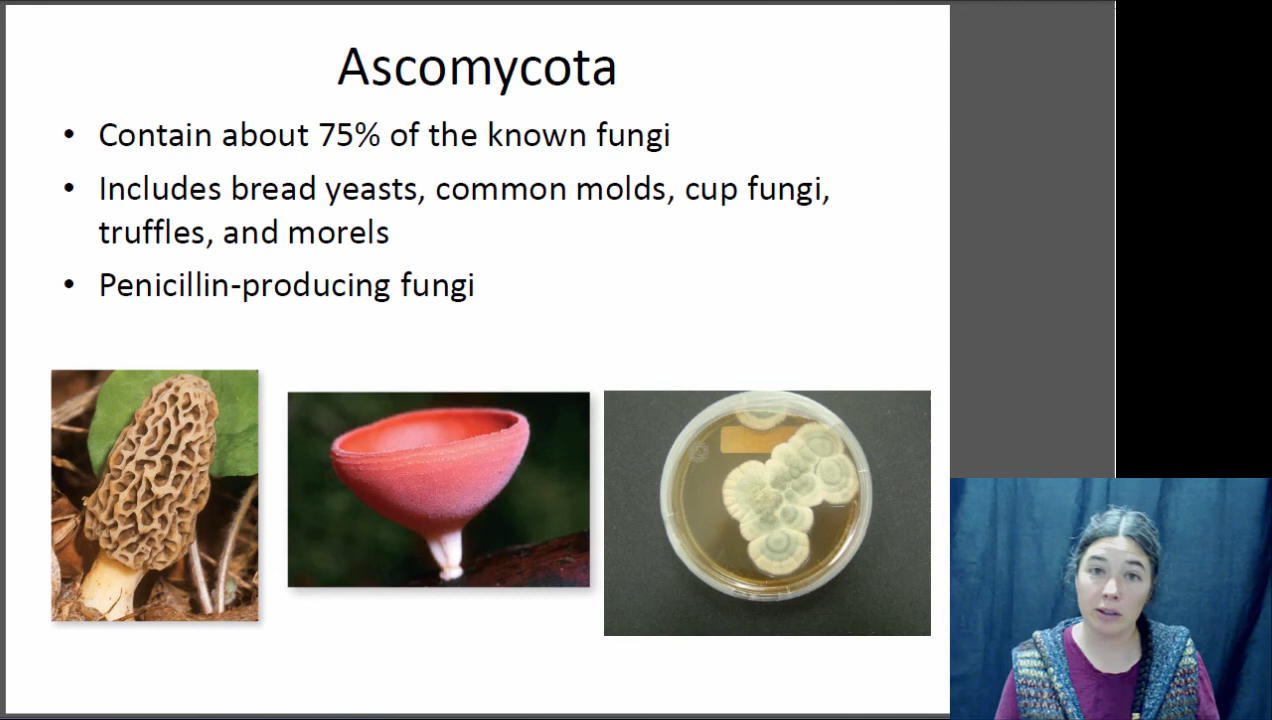 Ascomycota
• Contain about 75% of the known fungi
• Includes bread yeasts, common molds, cup fungi,
truffles, and morels
• Penicillin-producing fungi